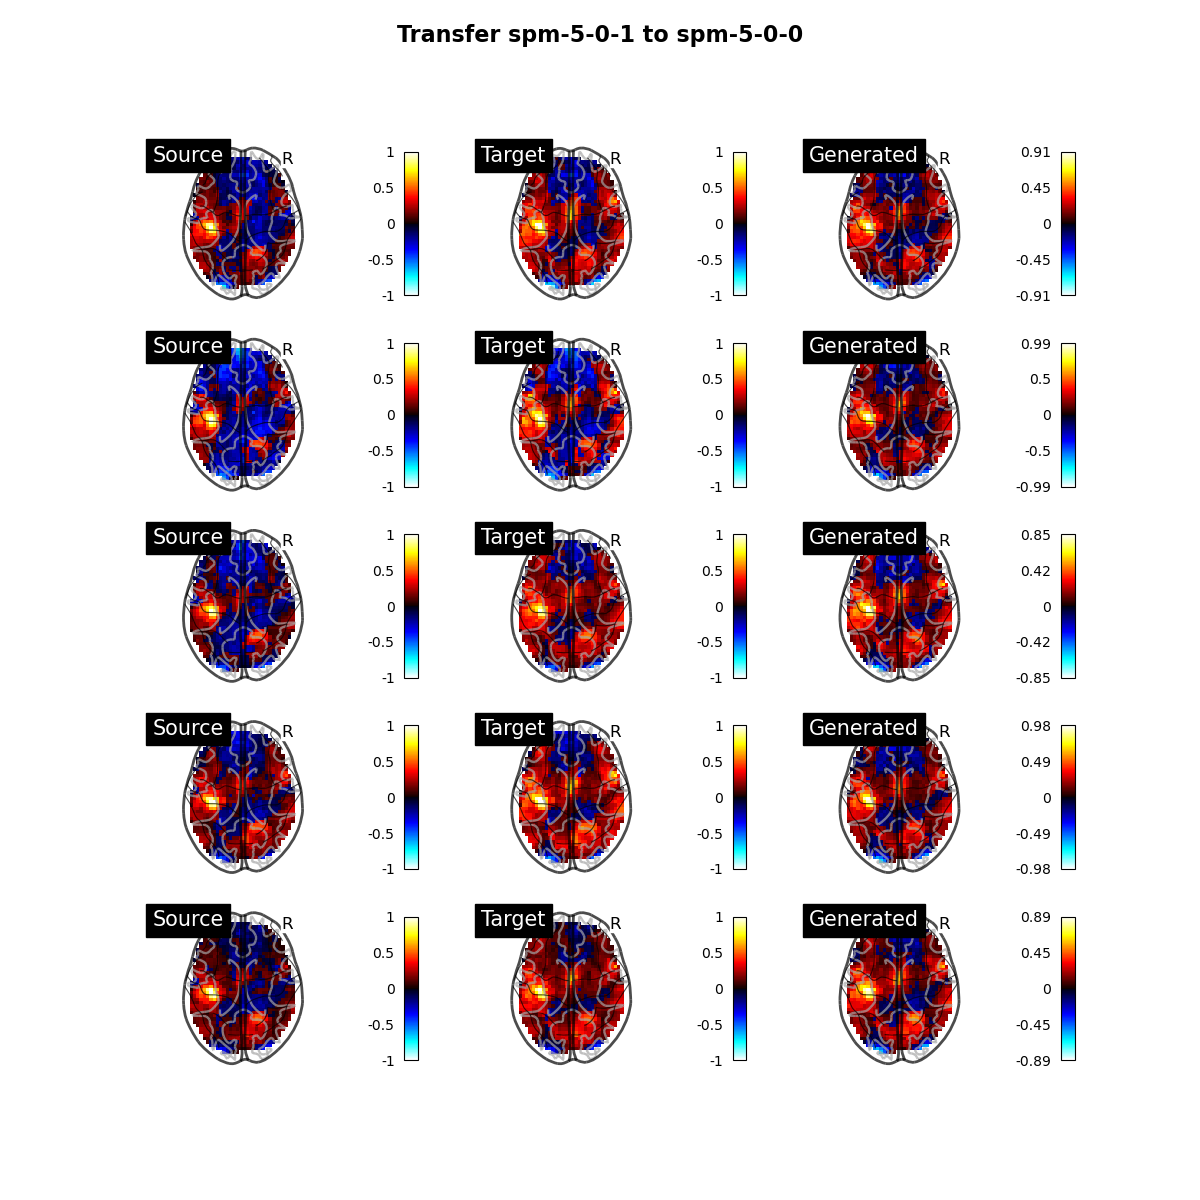 Transfer spm-5-0-1 to spm-5-0-0
Source R 1 0.5 0 -0.5 -1 Target R 1 0.5 0 -0.5 -1 Generated R 0.91 0.45 0 -0.45 -0.91
Source R 1 0.5 0 -0.5 -1 Target R 1 0.5 0 -0.5 -1 Generated R 0.99 0.5 0 -0.5 -0.99
Source R 1 0.5 0 -0.5 -1 Target R 1 0.5 0 -0.5 -1 Generated R 0.85 0.42 0 -0.42 -0.85
Source R 1 0.5 0 -0.5 -1 Target R 1 0.5 0 -0.5 -1 Generated R 0.98 0.49 0 -0.49 -0.98
Source R 1 0.5 0 -0.5 -1 Target R 1 0.5 0 -0.5 -1 Generated R 0.89 0.45 0 -0.45 -0.89